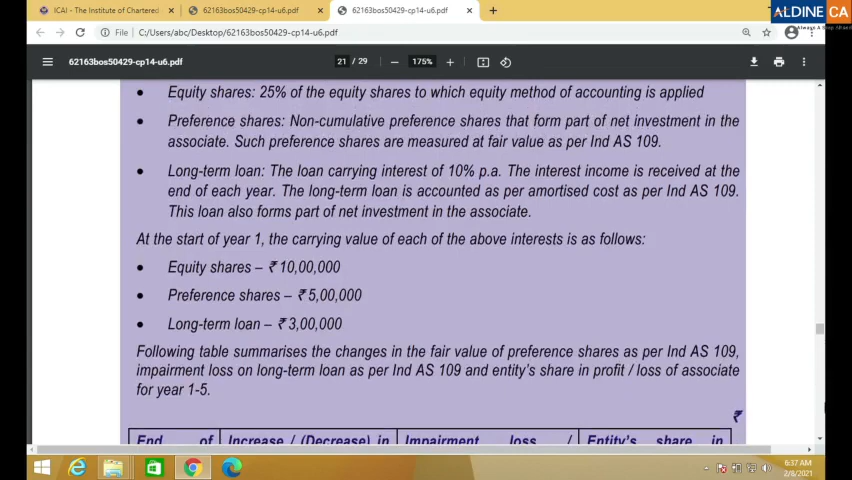 ICAI - The Institute of Chartered
62163bos50429-cp14-u6.pdf
62163bos50429-cp14-u6.pdf
ALDINE CA
File
C:/Users/abc/Desktop/62163bos50429-cp14-u6.pdf
62163bos50429-cp14-u6.pdf
21 / 29
175%
• Equity shares: 25% of the equity shares to which equity method of accounting is applied
• Preference shares: Non-cumulative preference shares that form part of net investment in the
associate. Such preference shares are measured at fair value as per Ind AS 109.
• Long-term loan: The loan carrying interest of 10% p.a. The interest income is received at the
end of each year. The long-term loan is accounted as per amortised cost as per Ind AS 109.
This loan also forms part of net investment in the associate.
At the start of year 1, the carrying value of each of the above interests is as follows:
• Equity shares – ₹ 10,00,000
• Preference shares – ₹ 5,00,000
• Long-term loan – ₹ 3,00,000
Following table summarises the changes in the fair value of preference shares as per Ind AS 109,
impairment loss on long-term loan as per Ind AS 109 and entity's share in profit / loss of associate
for year 1-5.
₹
End of Increase / (Decrease) in Impairment loss / Entity's share in
6:37 AM
2/8/2021